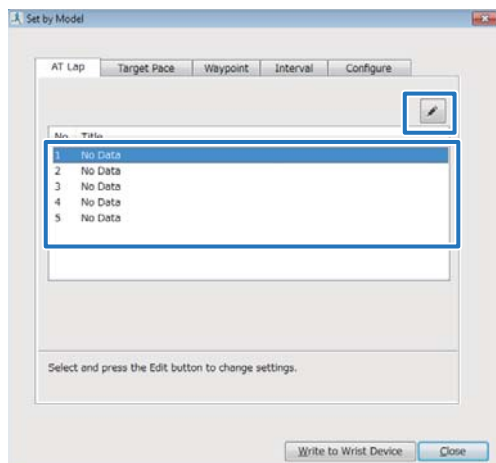 Set by Model
AT Lap Target Pace Waypoint Interval Configure
No Title
1 No Data
2 No Data
3 No Data
4 No Data
5 No Data
Select and press the Edit button to change settings.
Write to Wrist Device Close